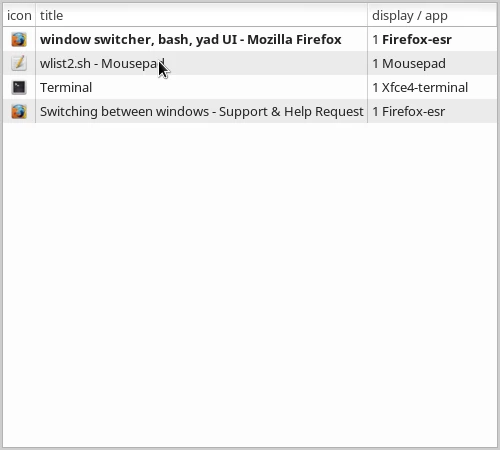 icon title display / app
window switcher, bash, yad UI - Mozilla Firefox 1 Firefox-esr
wlist2.sh - Mousepad 1 Mousepad
Terminal 1 Xfce4-terminal
Switching between windows - Support & Help Request 1 Firefox-esr